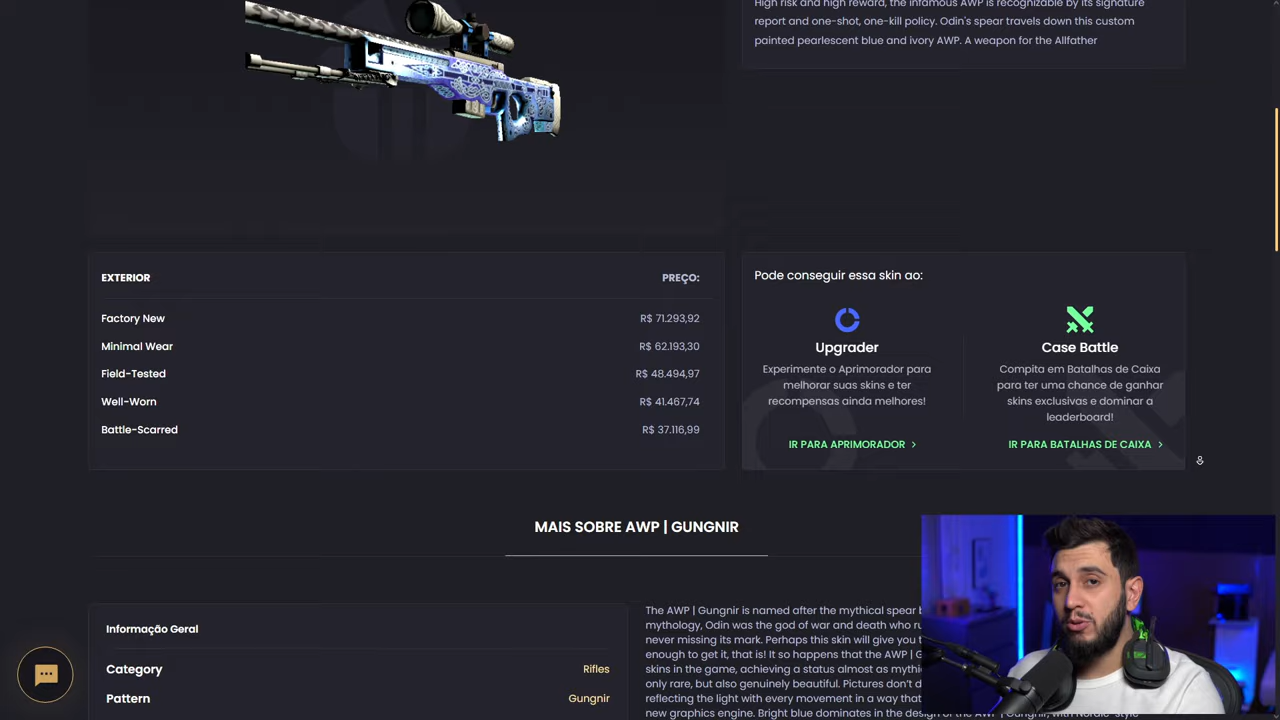 High risk and high reward, the infamous AWP is recognizable by its signature
report and one-shot, one-kill policy. Odin's spear travels down this custom
painted pearlescent blue and ivory AWP. A weapon for the Allfather
EXTERIOR PREÇO:
Factory New R$ 71.293,92
Minimal Wear R$ 62.193,30
Field-Tested R$ 48.494,97
Well-Worn R$ 41.467,74
Battle-Scarred R$ 37.116,99
Pode conseguir essa skin ao:
Upgrader
Experimente o Aprimorador para
melhorar suas skins e ter
recompensas ainda melhores!
IR PARA APRIMORADOR >
Case Battle
Compita em Batalhas de Caixa
para ter uma chance de ganhar
skins exclusivas e dominar a
leaderboard!
IR PARA BATALHAS DE CAIXA >
MAIS SOBRE AWP | GUNGNIR
Informação Geral
Category Rifles
Pattern Gungnir
The AWP | Gungnir is named after the mythical spear
mythology, Odin was the god of war and death who
never missing its mark. Perhaps this skin will give you
enough to get it, that is! It so happens that the AWP |
skins in the game, achieving a status almost as
only rare, but also genuinely beautiful. Pictures don't
reflecting the light with every movement in a way that
new graphics engine. Bright blue dominates in the design of the AWP | Gungnir, with Nordic-style